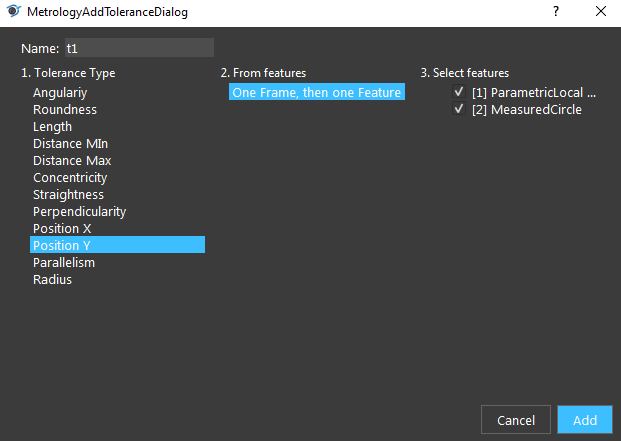 MetrologyAddToleranceDialog
?
Name: t1
1. Tolerance Type
2. From features
3. Select features
Angulariy
One Frame, then one Feature
[1] ParametricLocal ...
Roundness
[2] MeasuredCircle
Length
Distance MIn
Distance Max
Concentricity
Straightness
Perpendicularity
Position X
Position Y
Parallelism
Radius
Cancel
Add